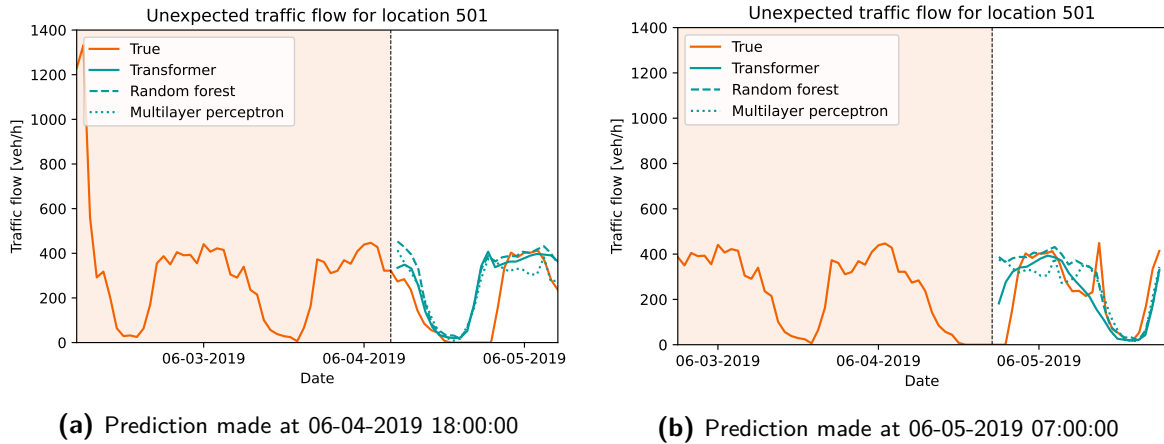 Unexpected traffic flow for location 501
1400
1200
1000
800
600
400
200
0
Traffic flow [veh/h]
True
Transformer
Random forest
Multilayer perceptron
06-03-2019
06-04-2019
06-05-2019
Date
(a) Prediction made at 06-04-2019 18:00:00
Unexpected traffic flow for location 501
1400
1200
1000
800
600
400
200
0
Traffic flow [veh/h]
True
Transformer
Random forest
Multilayer perceptron
06-03-2019
06-04-2019
06-05-2019
Date
(b) Prediction made at 06-05-2019 07:00:00